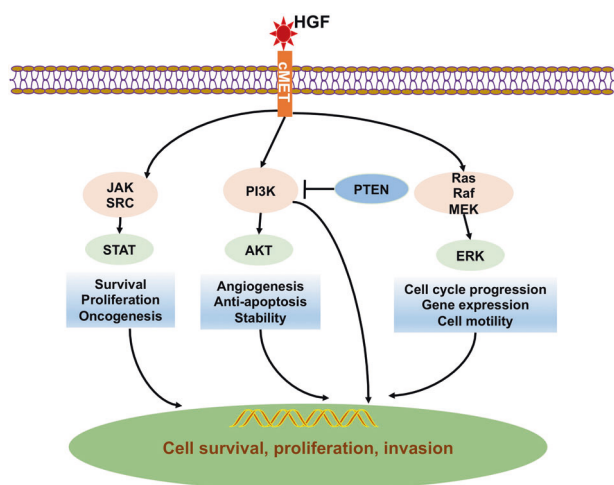 HGF
cMET
JAK
SRC
PI3K
PTEN
Ras
Raf
MEK
STAT
AKT
ERK
Survival
Proliferation
Oncogenesis
Angiogenesis
Anti-apoptosis
Stability
Cell cycle progression
Gene expression
Cell motility
Cell survival, proliferation, invasion